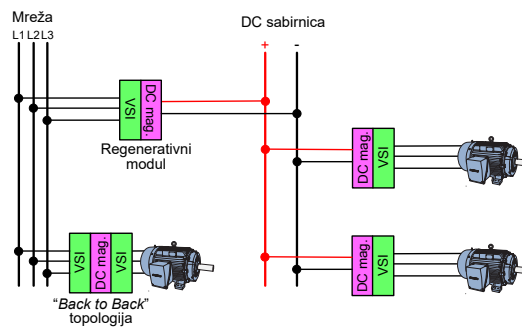 Mreža
L1 L2 L3
DC sabirnica
+ -
VSI
DC mag.
Regenerativni
modul
DC mag.
VSI
VSI
DC mag.
VSI
“Back to Back”
topologija
DC mag.
VSI